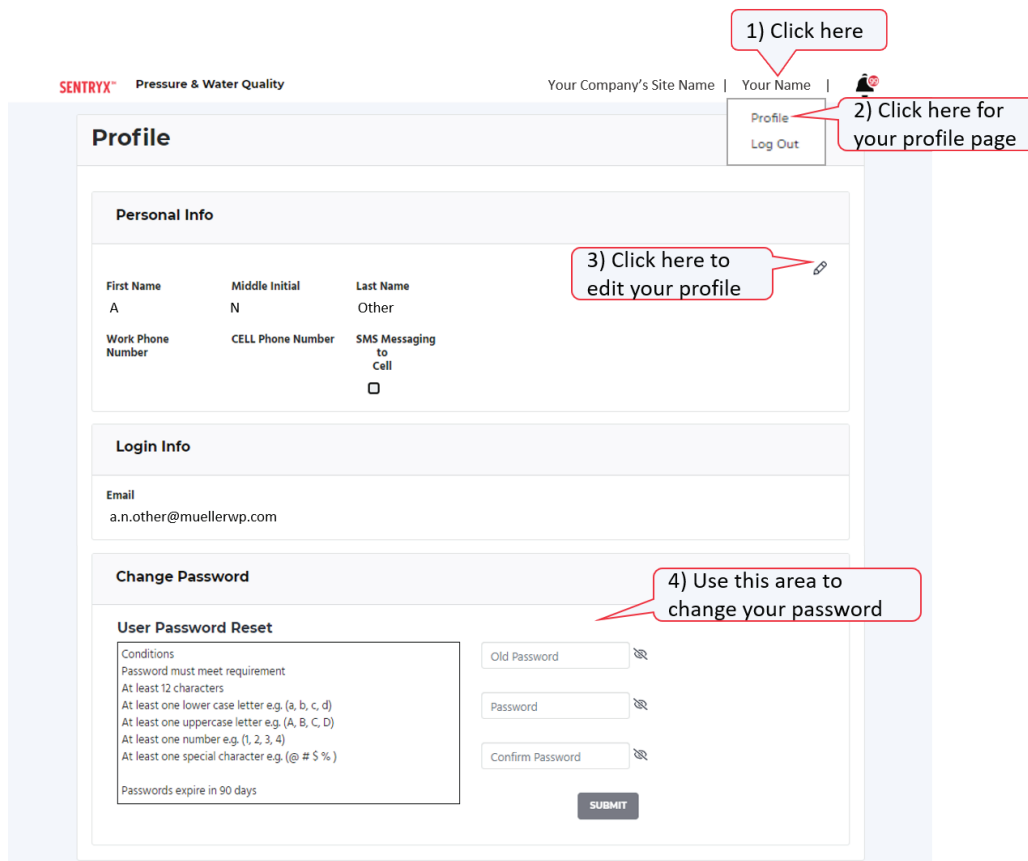 1) Click here
SENTRYX™ Pressure & Water Quality
Your Company's Site Name | Your Name |
Profile
Log Out
2) Click here for
your profile page
Profile
Personal Info
3) Click here to
edit your profile
First Name Middle Initial Last Name
A N Other
Work Phone
Number
CELL Phone Number
SMS Messaging
to
Cell
Login Info
Email
a.n.other@muellerwp.com
Change Password
4) Use this area to
change your password
User Password Reset
Conditions
Password must meet requirement
At least 12 characters
At least one lower case letter e.g. (a, b, c, d)
At least one uppercase letter e.g. (A, B, C, D)
At least one number e.g. (1, 2, 3, 4)
At least one special character e.g. (@ # $ % )
Passwords expire in 90 days
Old Password
Password
Confirm Password
SUBMIT